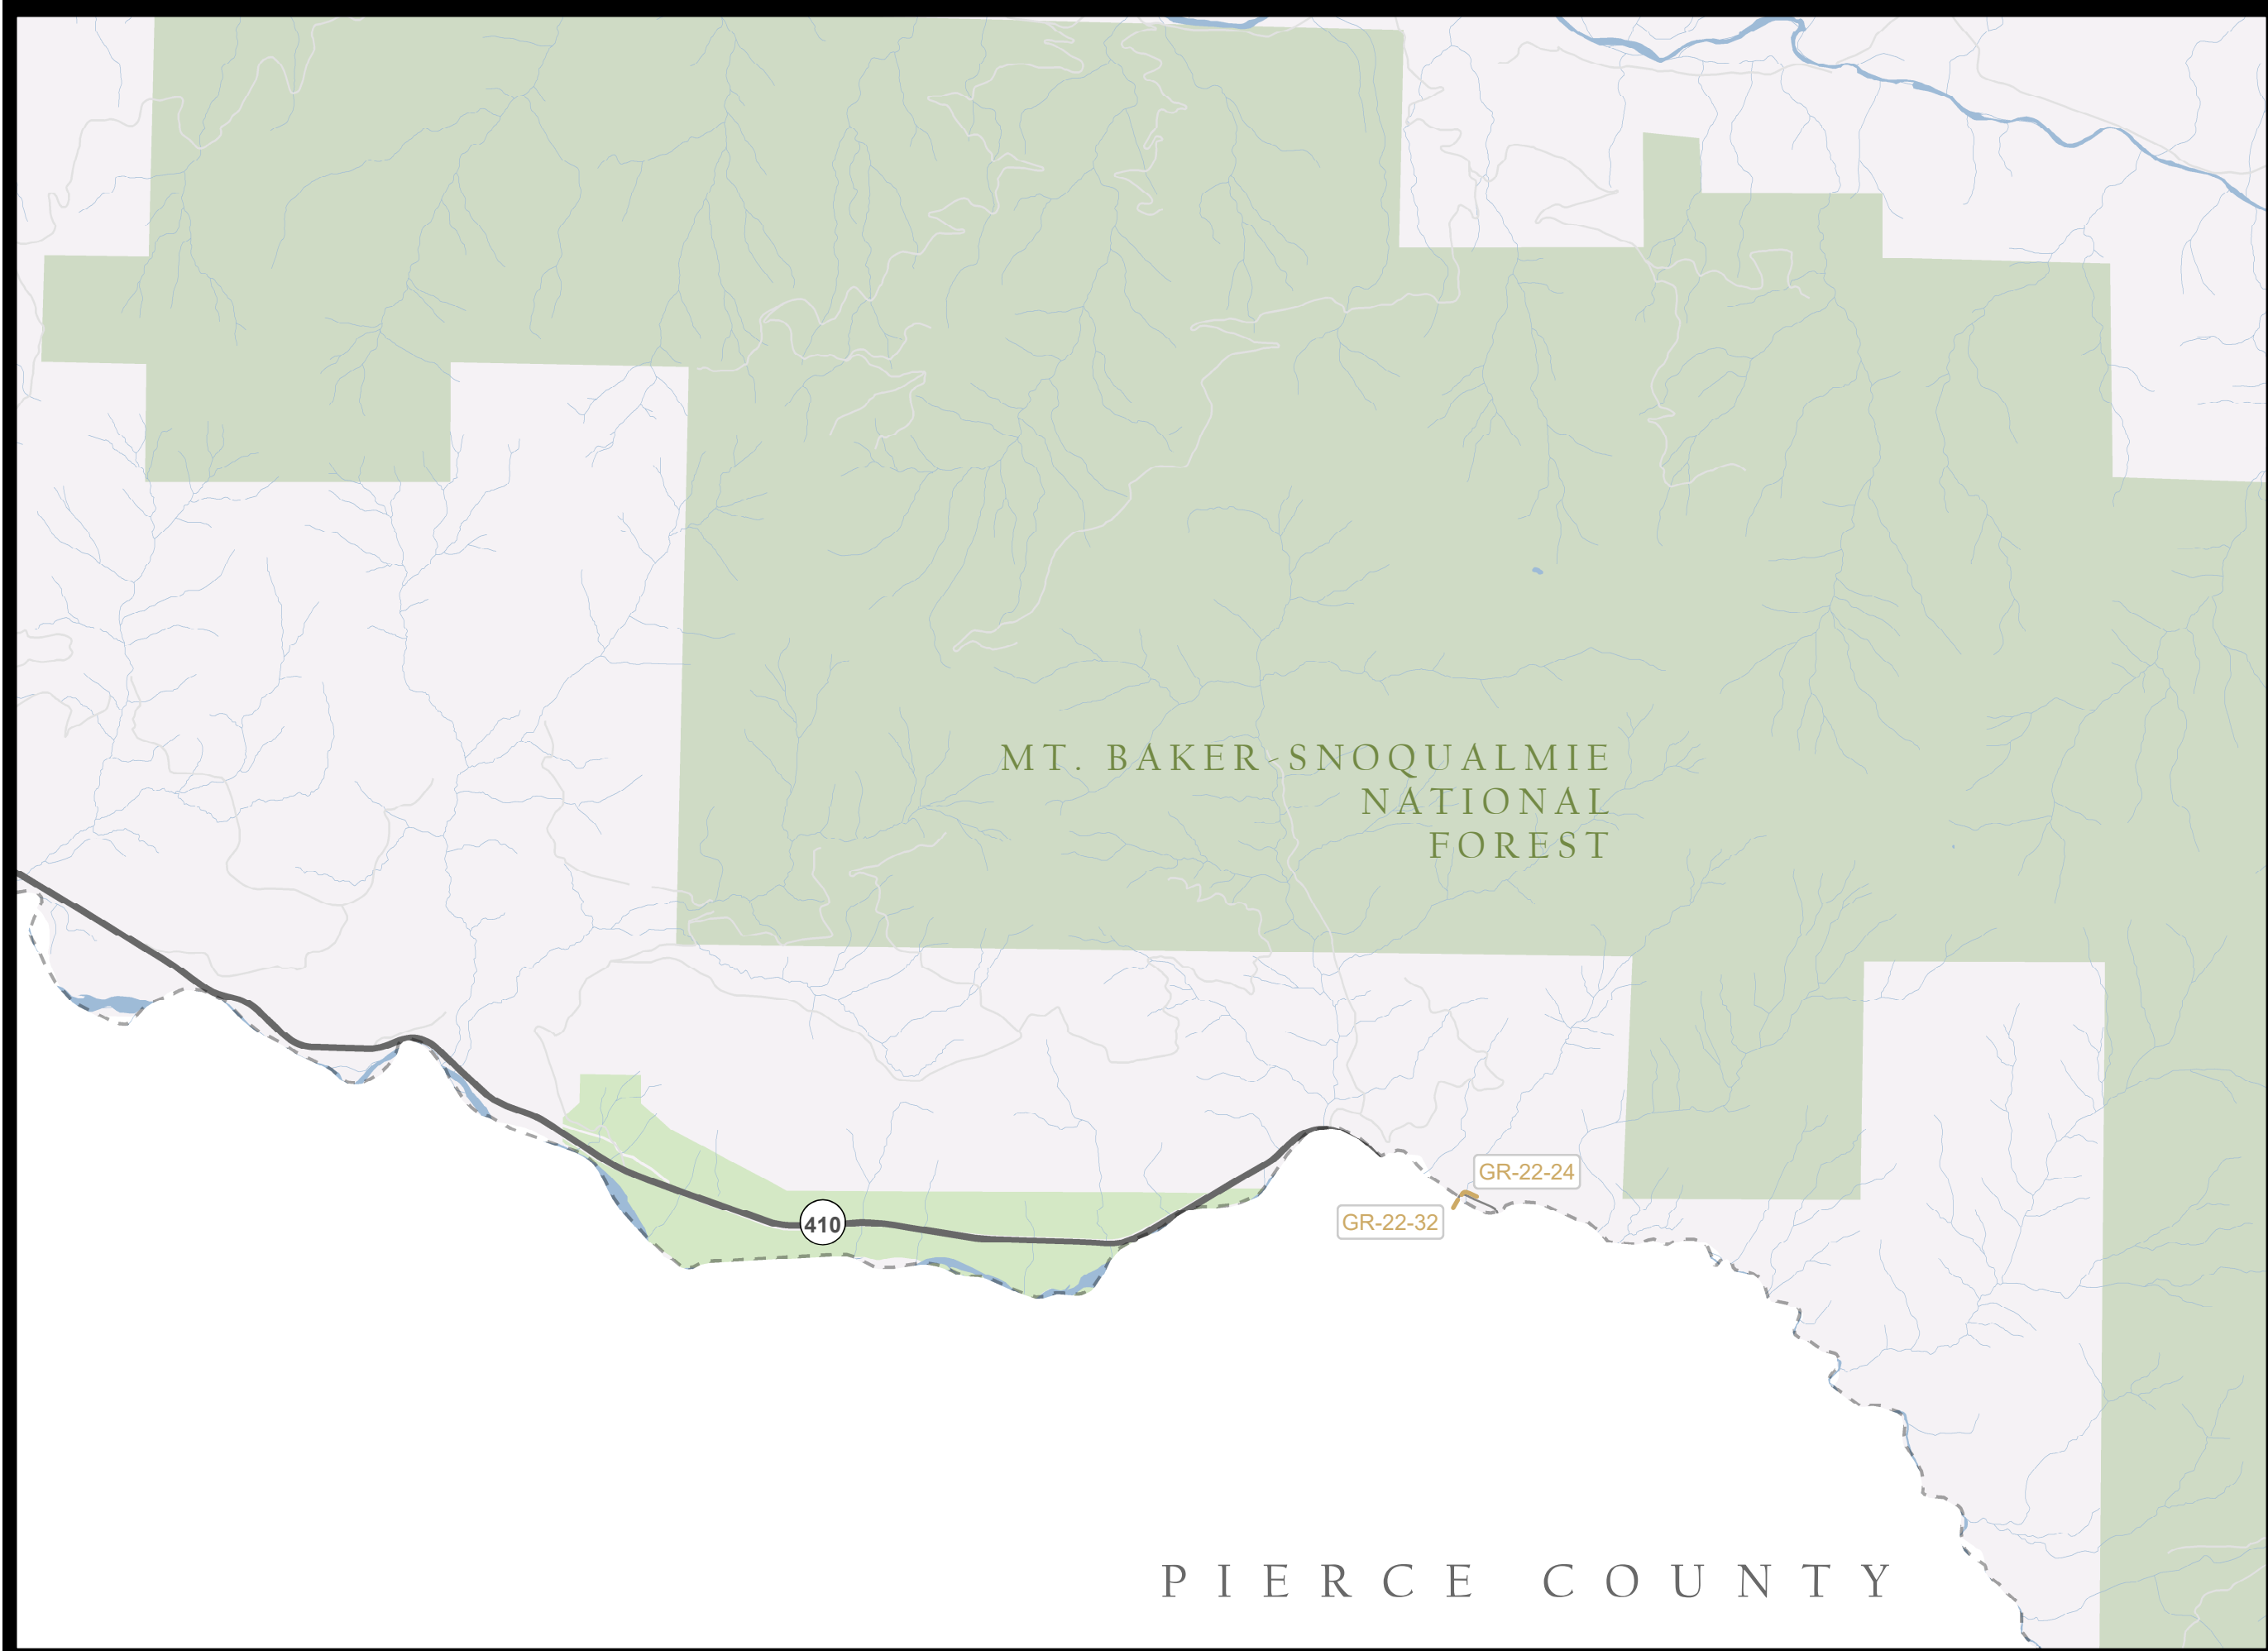 MT. BAKER-SNOQUALMIE
NATIONAL
FOREST
GR-22-24
GR-22-32
410
PIERCE COUNTY